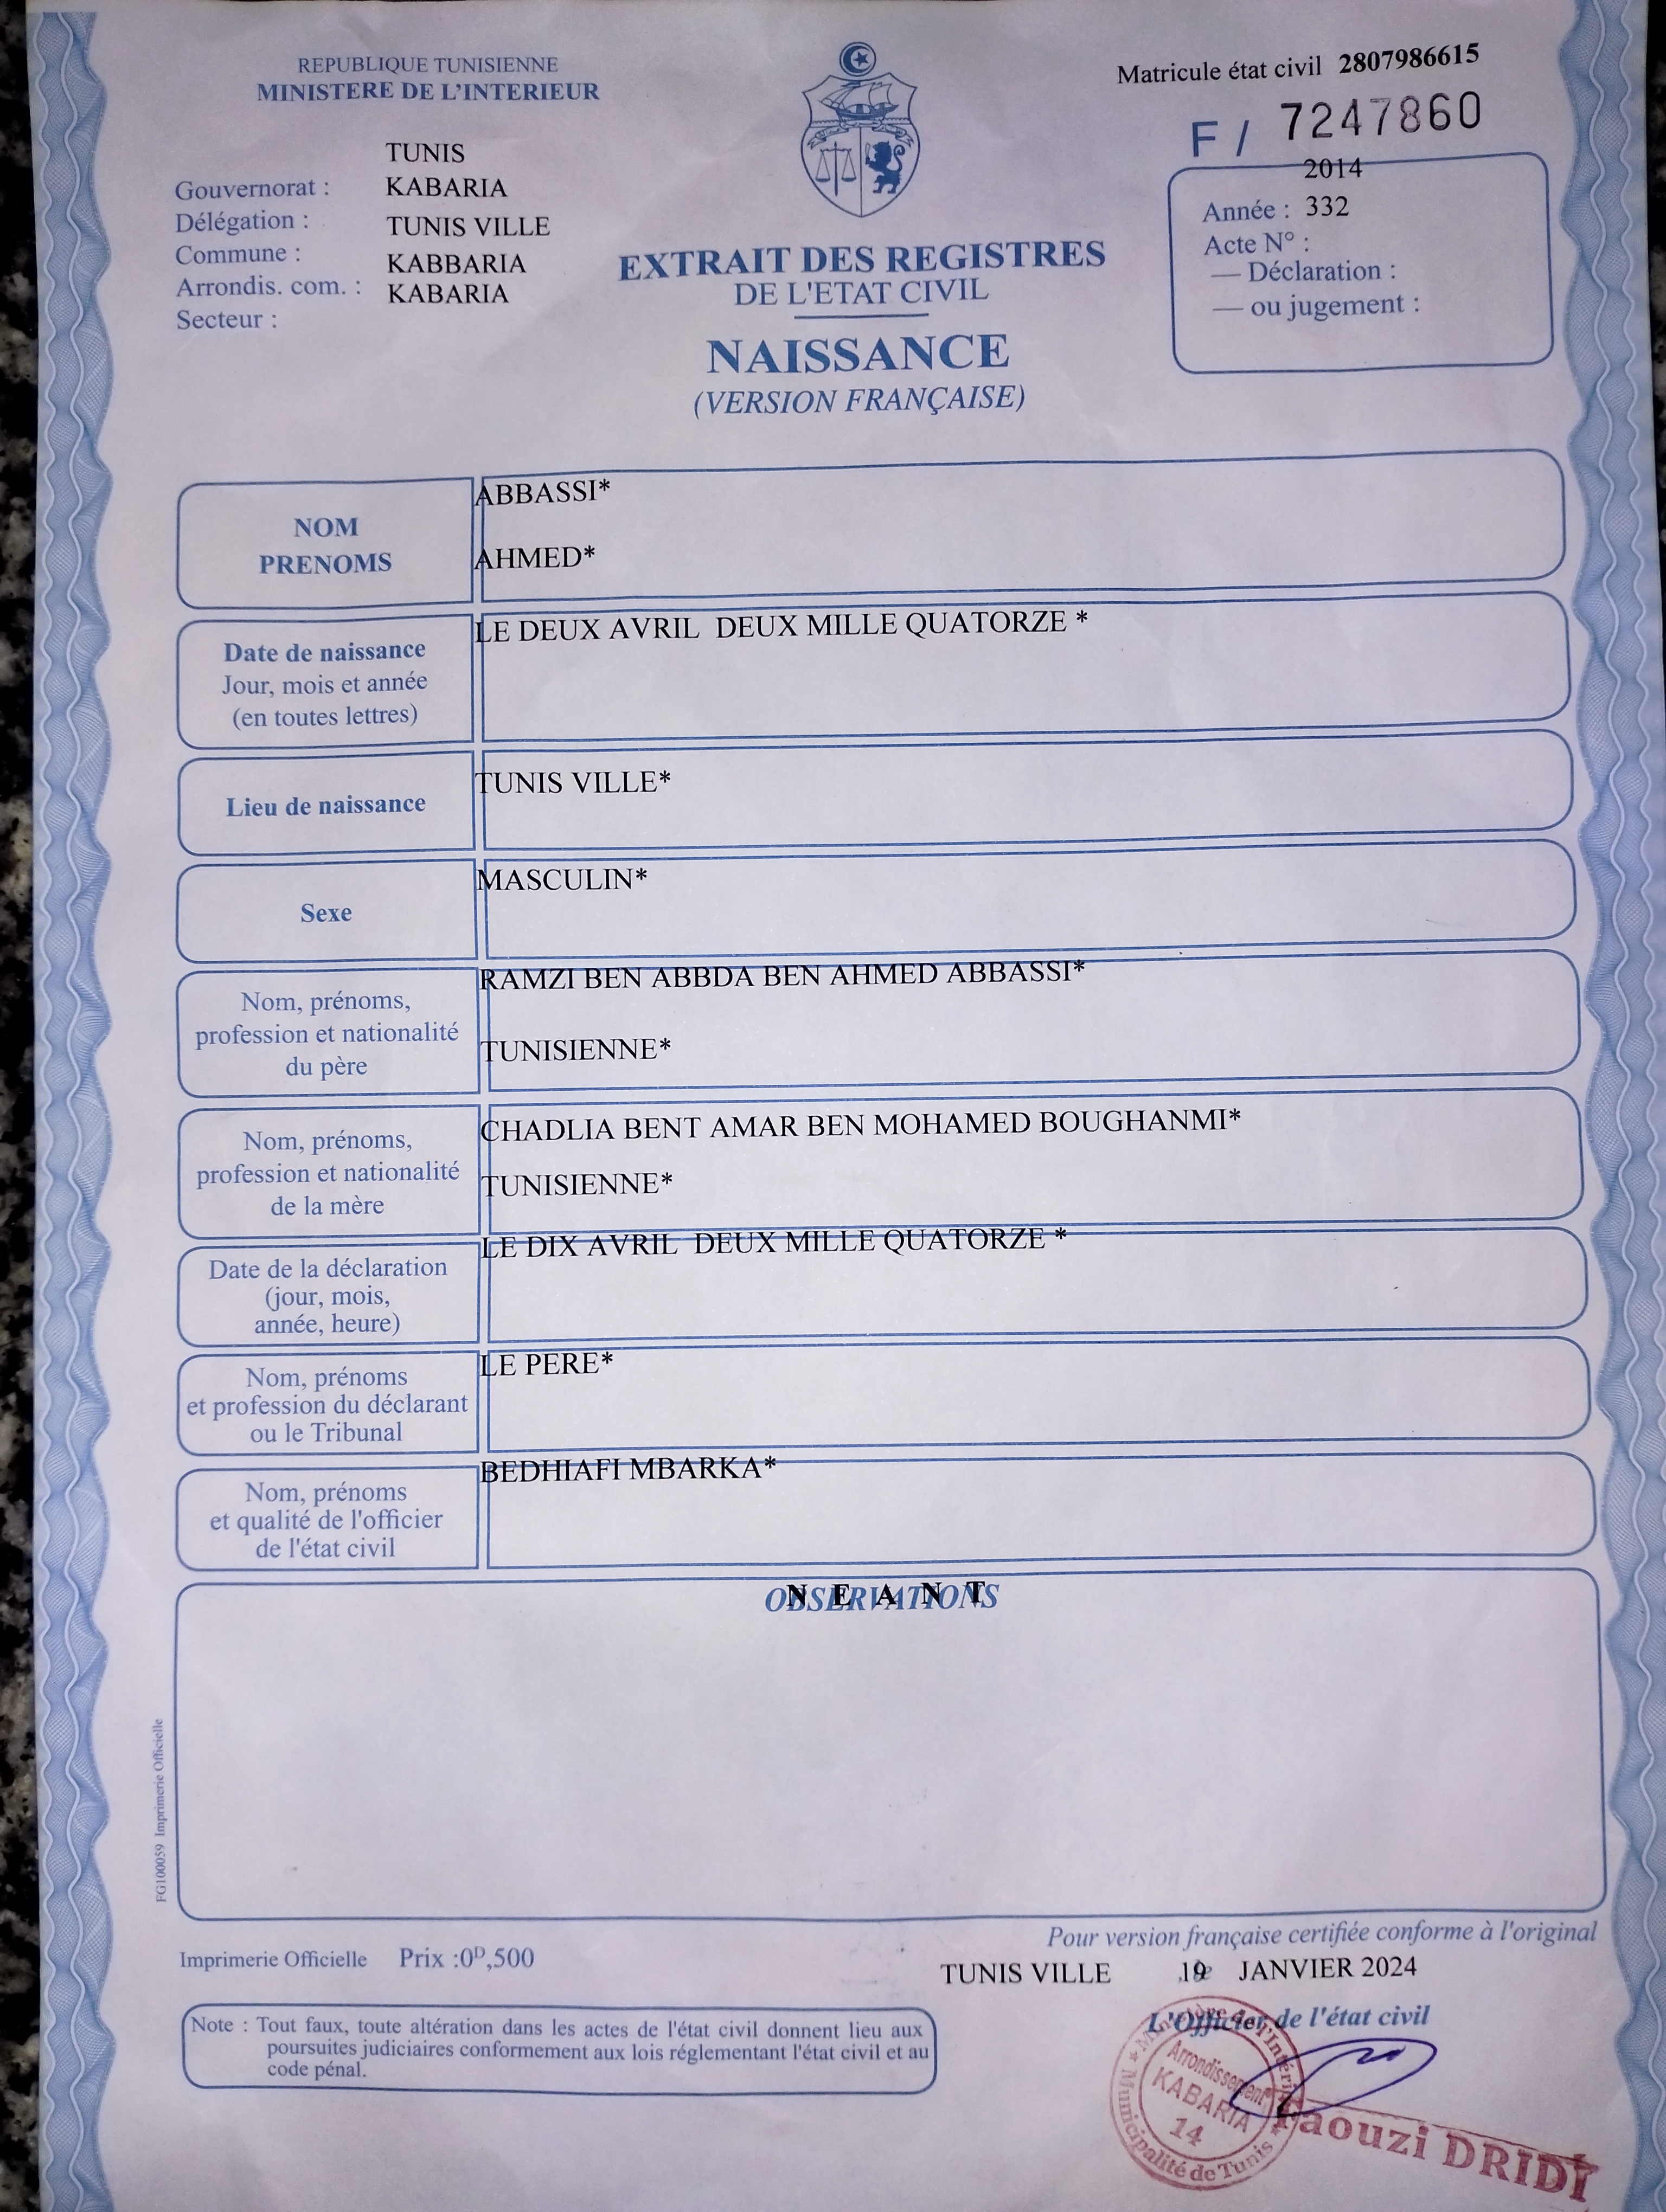 REPUBLIQUE TUNISIENNE
MINISTERE DE L'INTERIEUR
Matricule état civil 2807986615
F / 7247860
TUNIS
Gouvernorat : KABARIA
Délégation : TUNIS VILLE
Commune : KABBARIA
Arrondis. com. : KABARIA
Secteur :
2014
Année : 332
Acte N° :
— Déclaration :
— ou jugement :
EXTRAIT DES REGISTRES
DE L'ETAT CIVIL
NAISSANCE
(VERSION FRANÇAISE)
NOM ABBASSI*
PRENOMS AHMED*
Date de naissance LE DEUX AVRIL DEUX MILLE QUATORZE *
Jour, mois et année
(en toutes lettres)
Lieu de naissance TUNIS VILLE*
Sexe MASCULIN*
Nom, prénoms, RAMZI BEN ABBDA BEN AHMED ABBASSI*
profession et nationalité TUNISIENNE*
du père
Nom, prénoms, CHADLIA BENT AMAR BEN MOHAMED BOUGHANMI*
profession et nationalité TUNISIENNE*
de la mère
Date de la déclaration LE DIX AVRIL DEUX MILLE QUATORZE *
(jour, mois,
année, heure)
Nom, prénoms LE PERE*
et profession du déclarant
ou le Tribunal
Nom, prénoms BEDHIAFI MBARKA*
et qualité de l'officier
de l'état civil
OBSERVATIONS
N E A N T
FG100059 Imprimerie Officielle
Pour version française certifiée conforme à l'original
Imprimerie Officielle Prix :0ᴰ,500
TUNIS VILLE 19 JANVIER 2024
L'Officier de l'état civil
Note : Tout faux, toute altération dans les actes de l'état civil donnent lieu aux
poursuites judiciaires conformement aux lois réglementant l'état civil et au
code pénal.
Ministère de l'Intérieur
Arrondissement
KABARIA
14
Municipalité de Tunis
Faouzi DRIDI